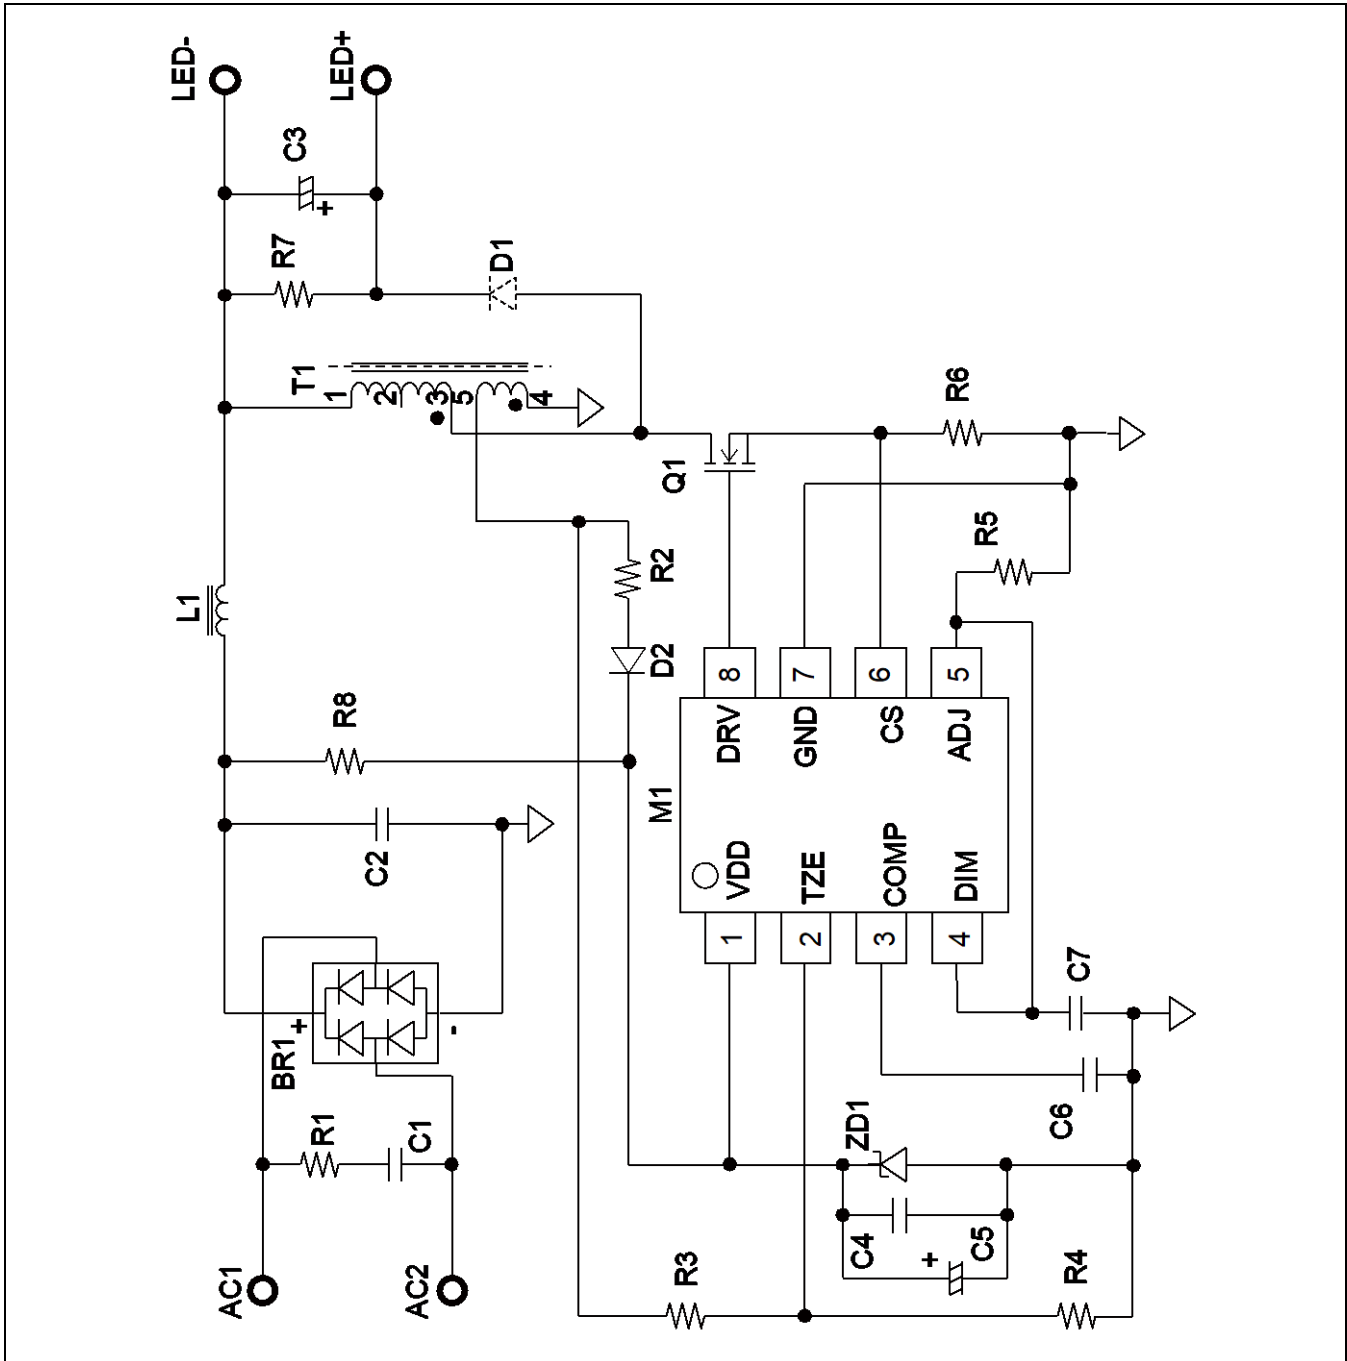 LED-
LED+
C3
+
R7
D1
T1
1
2
3
5
4
R6
Q1
L1
R2
R5
D2
R8
8
7
6
5
DRV
GND
CS
ADJ
M1
C2
VDD
TZE
COMP
DIM
1
2
3
4
C7
BR1
+
-
R1
C1
ZD1
C6
C4
+
C5
AC1
AC2
R3
R4